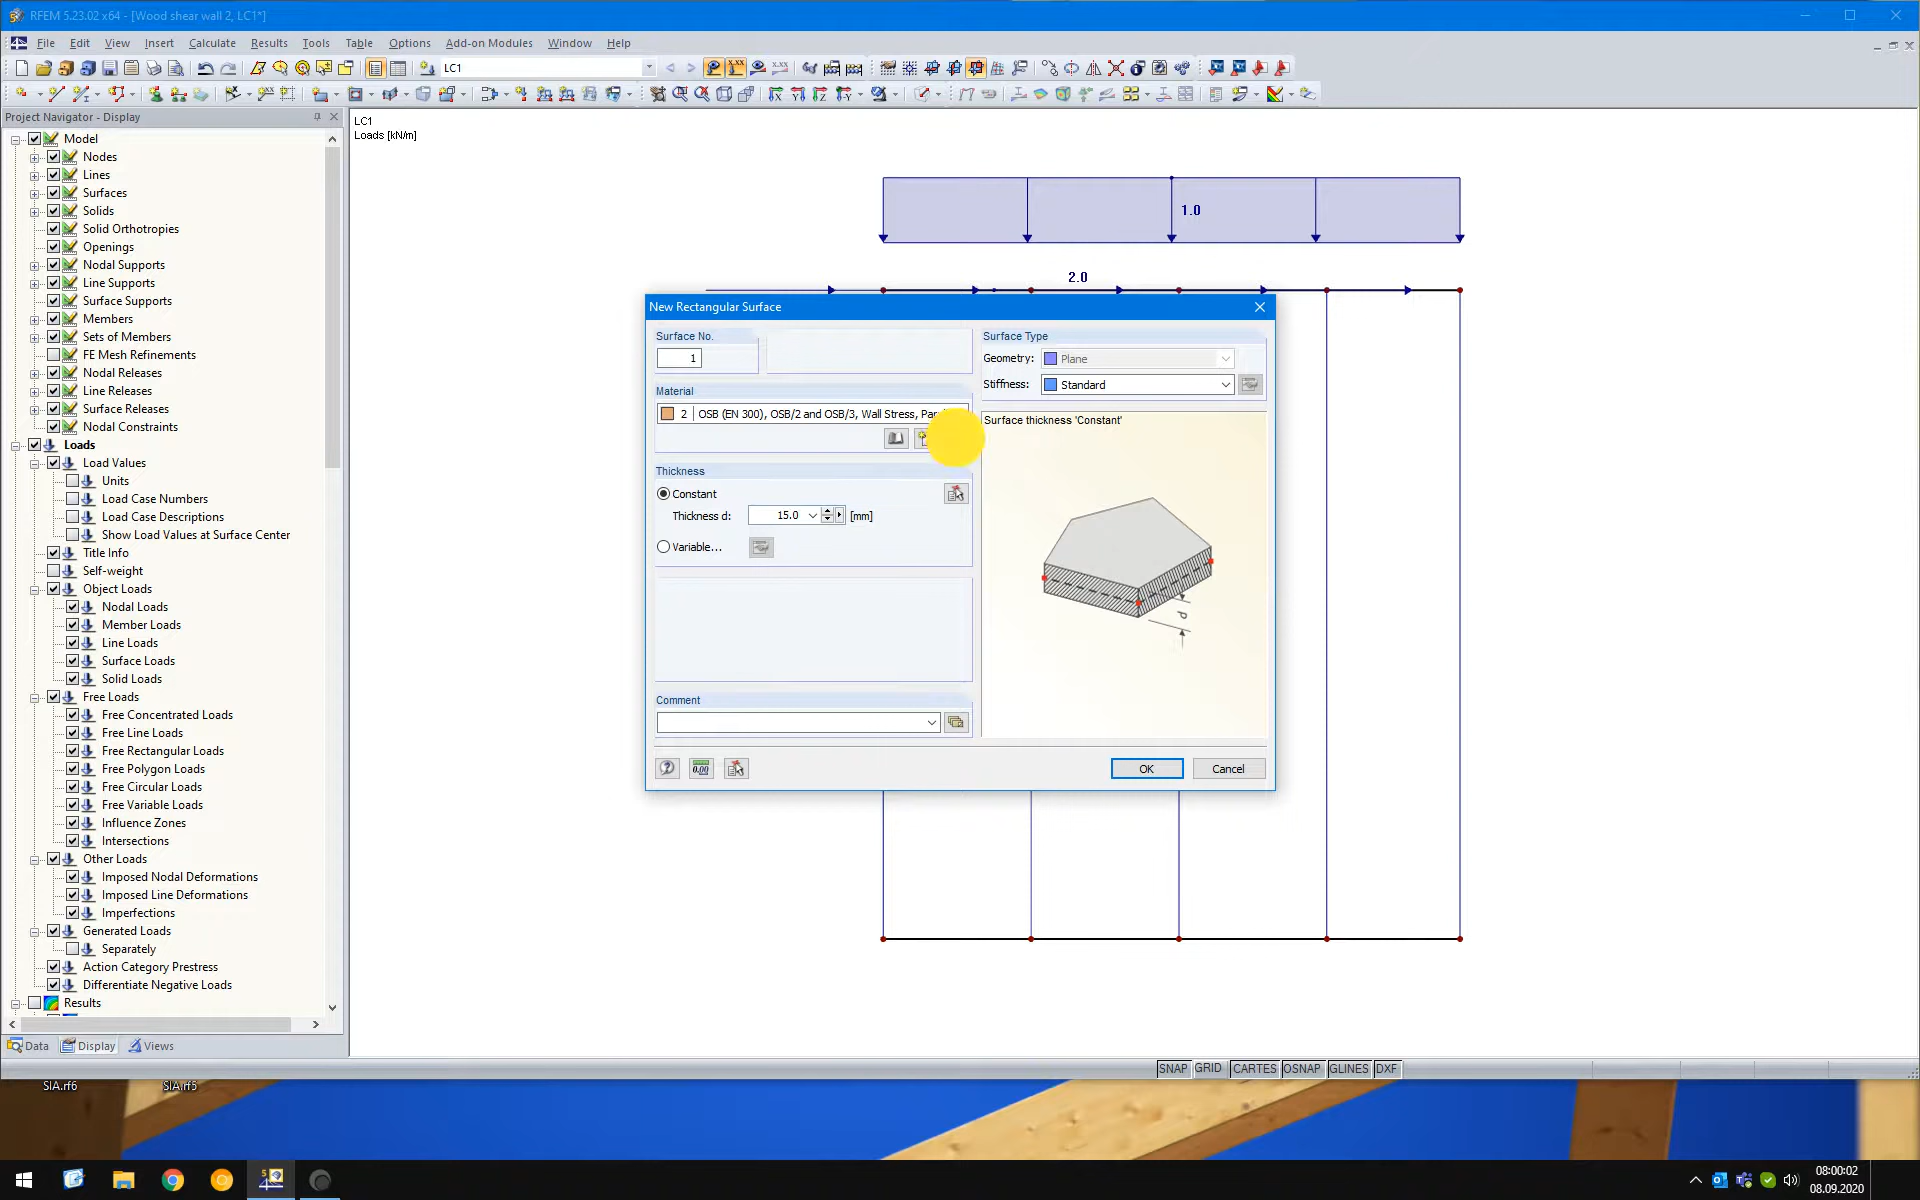 RFEM 5.23.02 x64 - [Wood shear wall 2, LC1*]
File Edit View Insert Calculate Results Tools Table Options Add-on Modules Window Help
LC1
Project Navigator - Display
Model
Nodes
Lines
Surfaces
Solids
Solid Orthotropies
Openings
Nodal Supports
Line Supports
Surface Supports
Members
Sets of Members
FE Mesh Refinements
Nodal Releases
Line Releases
Surface Releases
Nodal Constraints
Loads
Load Values
Units
Load Case Numbers
Load Case Descriptions
Show Load Values at Surface Center
Title Info
Self-weight
Object Loads
Nodal Loads
Member Loads
Line Loads
Surface Loads
Solid Loads
Free Loads
Free Concentrated Loads
Free Line Loads
Free Rectangular Loads
Free Polygon Loads
Free Circular Loads
Free Variable Loads
Influence Zones
Intersections
Other Loads
Imposed Nodal Deformations
Imposed Line Deformations
Imperfections
Generated Loads
Separately
Action Category Prestress
Differentiate Negative Loads
Results
Data Display Views
LC1
Loads [kN/m]
1.0
2.0
New Rectangular Surface
Surface No.
1
Material
2 OSB (EN 300), OSB/2 and OSB/3, Wall Stress,
Thickness
Constant
Thickness d: 15.0 [mm]
Variable...
Comment
Surface Type
Geometry: Plane
Stiffness: Standard
Surface thickness 'Constant'
d
0.00
OK Cancel
SNAP GRID CARTES OSNAP GLINES DXF
SIA.rf6 SIA.rf5
08:00:02
08.09.2020